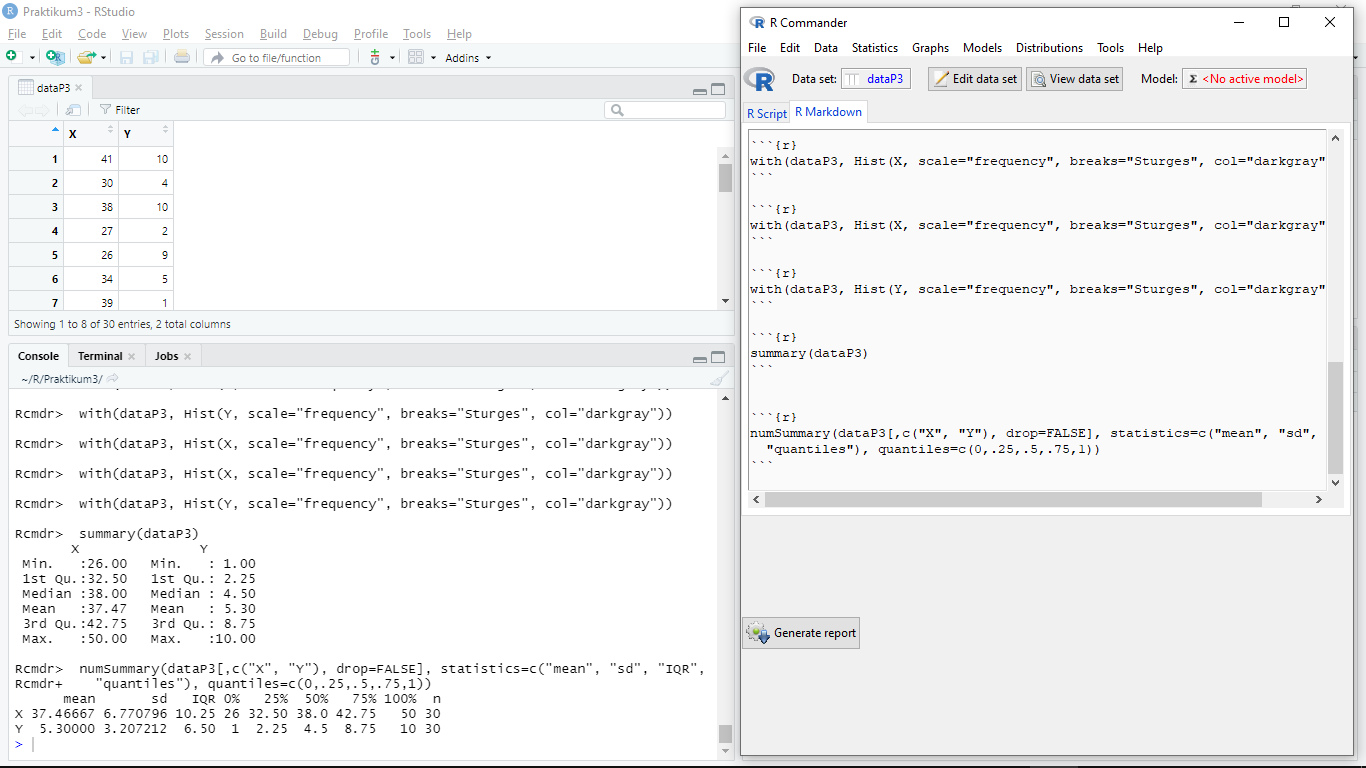 Praktikum3 - RStudio
File Edit Code View Plots Session Build Debug Profile Tools Help
Go to file/function
Addins
dataP3
Filter
X Y
1 41 10
2 30 4
3 38 10
4 27 2
5 26 9
6 34 5
7 39 1
Showing 1 to 8 of 30 entries, 2 total columns
Console Terminal Jobs
~/R/Praktikum3/
Rcmdr> with(dataP3, Hist(Y, scale="frequency", breaks="Sturges", col="darkgray"))
Rcmdr> with(dataP3, Hist(X, scale="frequency", breaks="Sturges", col="darkgray"))
Rcmdr> with(dataP3, Hist(X, scale="frequency", breaks="Sturges", col="darkgray"))
Rcmdr> with(dataP3, Hist(Y, scale="frequency", breaks="Sturges", col="darkgray"))
Rcmdr> summary(dataP3)
X Y
Min. :26.00 Min. : 1.00
1st Qu.:32.50 1st Qu.: 2.25
Median :38.00 Median : 4.50
Mean :37.47 Mean : 5.30
3rd Qu.:42.75 3rd Qu.: 8.75
Max. :50.00 Max. :10.00
Rcmdr> numSummary(dataP3[,c("X", "Y"), drop=FALSE], statistics=c("mean", "sd", "IQR",
Rcmdr+ "quantiles"), quantiles=c(0,.25,.5,.75,1))
mean sd IQR 0% 25% 50% 75% 100% n
X 37.46667 6.770796 10.25 26 32.50 38.0 42.75 50 30
Y 5.30000 3.207212 6.50 1 2.25 4.5 8.75 10 30
>
R Commander
File Edit Data Statistics Graphs Models Distributions Tools Help
Data set: dataP3 Edit data set View data set Model: Σ <No active model>
R Script R Markdown
```{r}
with(dataP3, Hist(X, scale="frequency", breaks="Sturges", col="darkgray"
```
```{r}
with(dataP3, Hist(X, scale="frequency", breaks="Sturges", col="darkgray"
```
```{r}
with(dataP3, Hist(Y, scale="frequency", breaks="Sturges", col="darkgray"
```
```{r}
summary(dataP3)
```
```{r}
numSummary(dataP3[,c("X", "Y"), drop=FALSE], statistics=c("mean", "sd",
"quantiles"), quantiles=c(0,.25,.5,.75,1))
```
Generate report